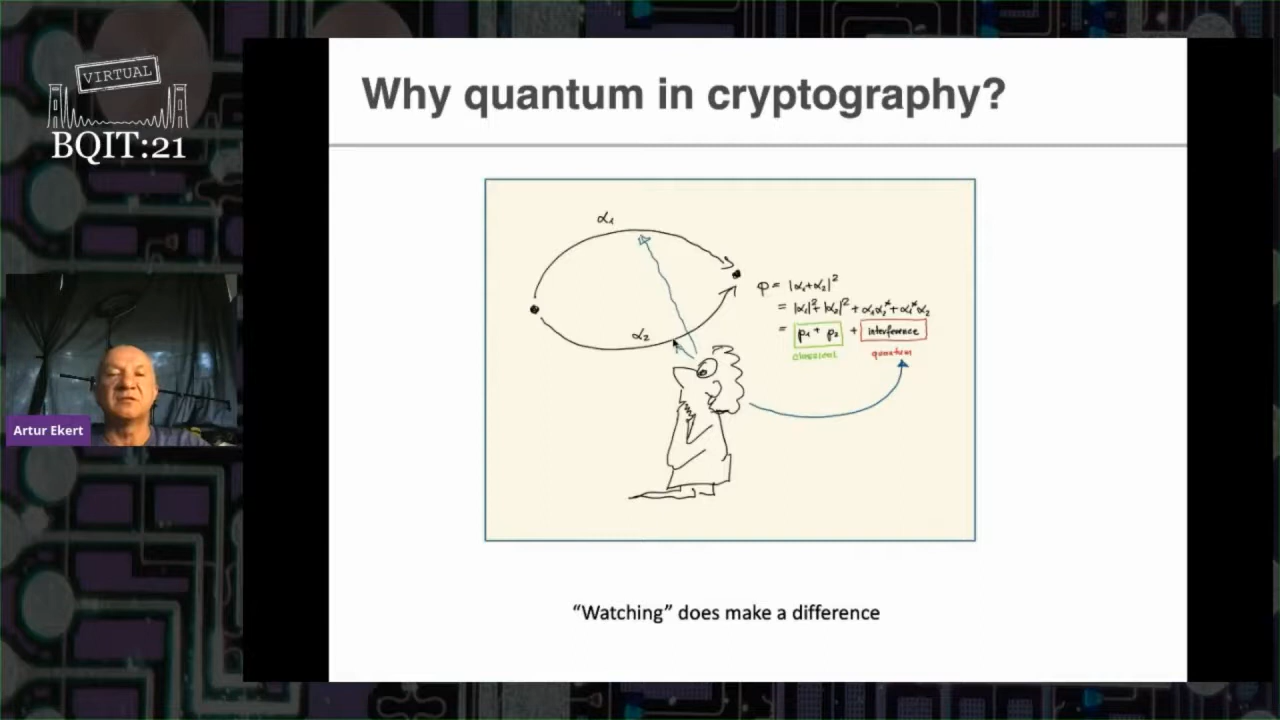 VIRTUAL
BQIT:21
Artur Ekert
Why quantum in cryptography?
α₁
α₂
p = |α₁+α₂|²
= |α₁|² + |α₂|² + α₁α₂* + α₁*α₂
= p₁ + p₂ + interference
classical quantum
“Watching” does make a difference